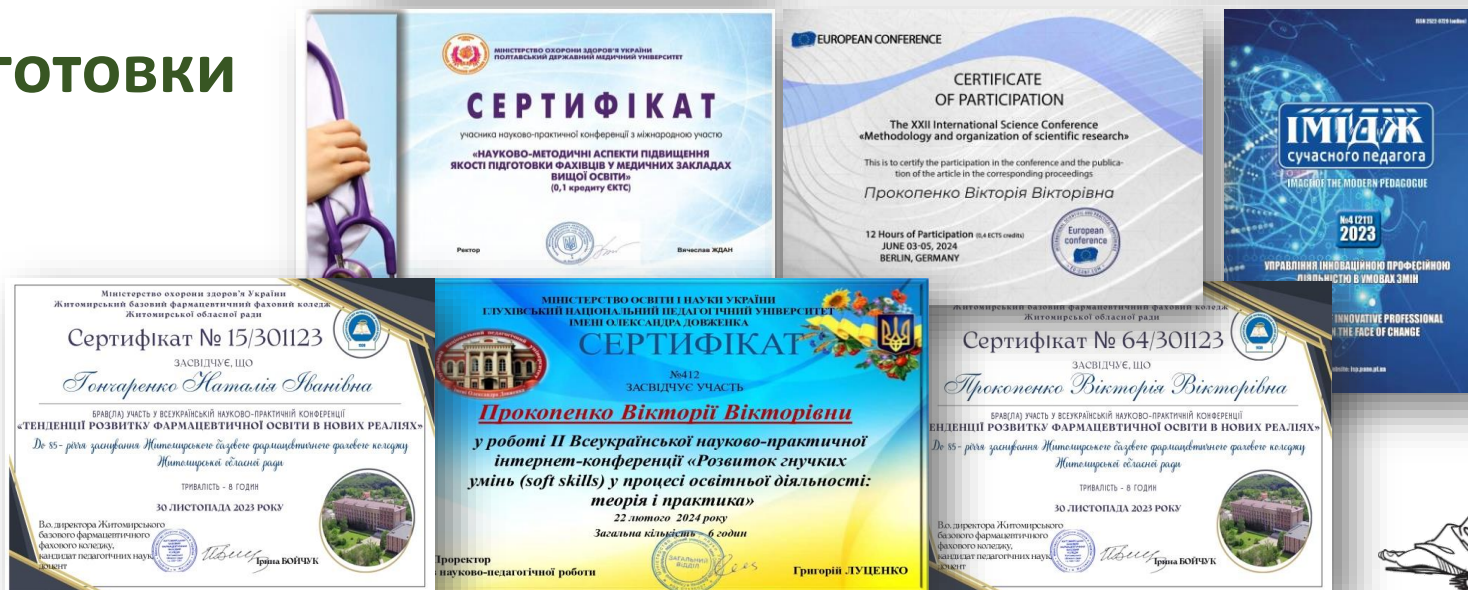 готовки
МІНІСТЕРСТВО ОХОРОНИ ЗДОРОВ'Я УКРАЇНИ
ПОЛТАВСЬКИЙ ДЕРЖАВНИЙ МЕДИЧНИЙ УНІВЕРСИТЕТ
СЕРТИФІКАТ
учасника науково-практичної конференції з міжнародною участю
«НАУКОВО-МЕТОДИЧНІ АСПЕКТИ ПІДВИЩЕННЯ
ЯКОСТІ ПІДГОТОВКИ ФАХІВЦІВ У МЕДИЧНИХ ЗАКЛАДАХ
ВИЩОЇ ОСВІТИ»
(0,1 кредиту ЄКТС)
Ректор
Вячеслав ЖДАН
EUROPEAN CONFERENCE
CERTIFICATE
OF PARTICIPATION
The XXII International Science Conference
«Methodology and organization of scientific research»
This is to certify the participation in the conference and the publica-
tion of the article in the corresponding proceedings
Прокопенко Вікторія Вікторівна
12 Hours of Participation (0,4 ECTS credits)
JUNE 03-05, 2024
BERLIN, GERMANY
European
conference
ІМІДЖ
сучасного педагога
IMAGE OF THE MODERN PEDAGOGUE
№4 (211)
2023
УПРАВЛІННЯ ІННОВАЦІЙНОЮ ПРОФЕСІЙНОЮ
ДІЯЛЬНІСТЮ В УМОВАХ ЗМІН
INNOVATIVE PROFESSIONAL
THE FACE OF CHANGE
Міністерство охорони здоров'я України
Житомирський базовий фармацевтичний фаховий коледж
Житомирської обласної ради
Сертифікат № 15/301123
ЗАСВІДЧУЄ, ЩО
Гончаренко Наталія Іванівна
БРАВ(ЛА) УЧАСТЬ У ВСЕУКРАЇНСЬКІЙ НАУКОВО-ПРАКТИЧНІЙ КОНФЕРЕНЦІЇ
«ТЕНДЕНЦІЇ РОЗВИТКУ ФАРМАЦЕВТИЧНОЇ ОСВІТИ В НОВИХ РЕАЛІЯХ»
До 85- річчя заснування Житомирського базового фармацевтичного фахового коледжу
Житомирської обласної ради
ТРИВАЛІСТЬ - 8 ГОДИН
30 ЛИСТОПАДА 2023 РОКУ
В.о. директора Житомирського
базового фармацевтичного
фахового коледжу,
кандидат педагогічних наук,
доцент
Ірина БОЙЧУК
МІНІСТЕРСТВО ОСВІТИ І НАУКИ УКРАЇНИ
ГЛУХІВСЬКИЙ НАЦІОНАЛЬНИЙ ПЕДАГОГІЧНИЙ УНІВЕРСИТЕТ
ІМЕНІ ОЛЕКСАНДРА ДОВЖЕНКА
СЕРТИФІКАТ
№412
ЗАСВІДЧУЄ УЧАСТЬ
Прокопенко Вікторії Вікторівни
у роботі ІІ Всеукраїнської науково-практичної
інтернет-конференції «Розвиток гнучких
умінь (soft skills) у процесі освітньої діяльності:
теорія і практика»
22 лютого 2024 року
Загальна кількість 6 годин
ЗАГАЛЬНИЙ
ВІДДІЛ
Проректор
науково-педагогічної роботи
Григорій ЛУЦЕНКО
Житомирський базовий фармацевтичний фаховий коледж
Житомирської обласної ради
Сертифікат № 64/301123
ЗАСВІДЧУЄ, ЩО
Прокопенко Вікторія Вікторівна
БРАВ(ЛА) УЧАСТЬ У ВСЕУКРАЇНСЬКІЙ НАУКОВО-ПРАКТИЧНІЙ КОНФЕРЕНЦІЇ
ЕНДЕНЦІЇ РОЗВИТКУ ФАРМАЦЕВТИЧНОЇ ОСВІТИ В НОВИХ РЕАЛІЯХ»
До 85- річчя заснування Житомирського базового фармацевтичного фахового коледжу
Житомирської обласної ради
ТРИВАЛІСТЬ - 8 ГОДИН
30 ЛИСТОПАДА 2023 РОКУ
В.о. директора Житомирського
базового фармацевтичного
фахового коледжу,
кандидат педагогічних наук,
доцент
Ірина БОЙЧУК